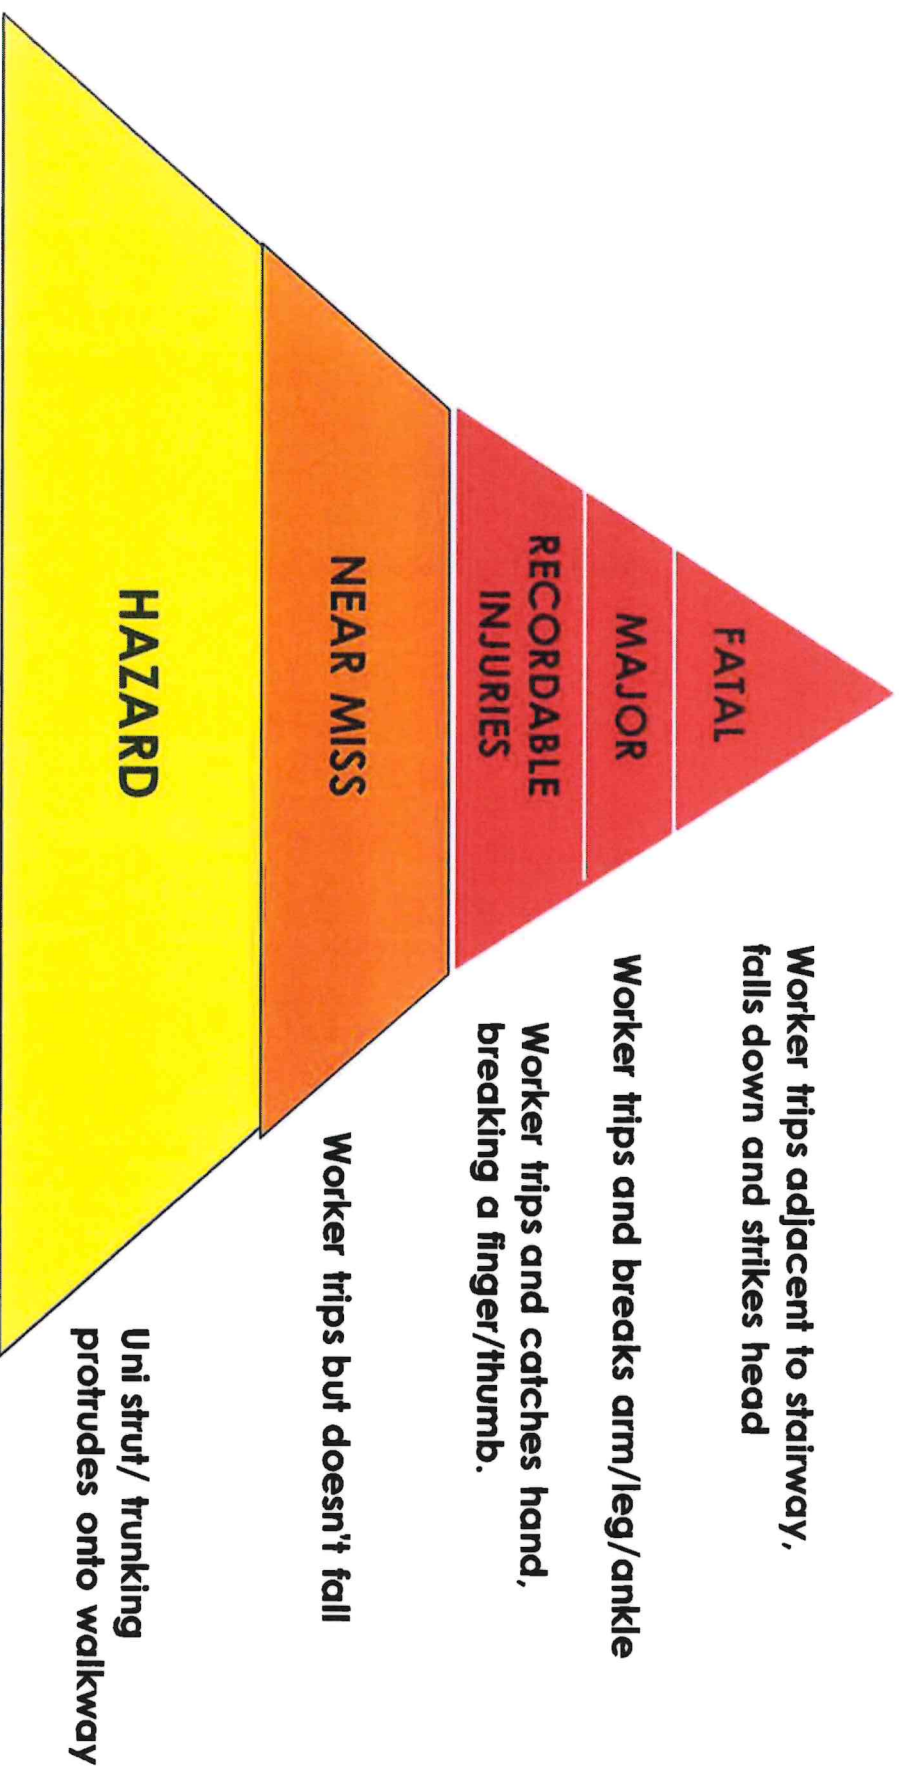 FATAL
Worker trips adjacent to stairway,
falls down and strikes head
MAJOR
Worker trips and breaks arm/leg/ankle
RECORDABLE
INJURIES
Worker trips and catches hand,
breaking a finger/thumb.
NEAR MISS
Worker trips but doesn't fall
HAZARD
Uni strut/ trunking
protrudes onto walkway